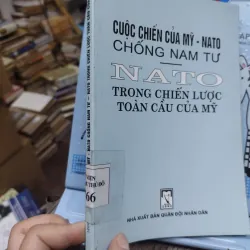 CUỘC CHIẾN CỦA MỸ - NATO
CHỐNG NAM TƯ
NATO
TRONG CHIẾN LƯỢC
TOÀN CẦU CỦA MỸ
NHÀ XUẤT BẢN QUÂN ĐỘI NHÂN DÂN
66